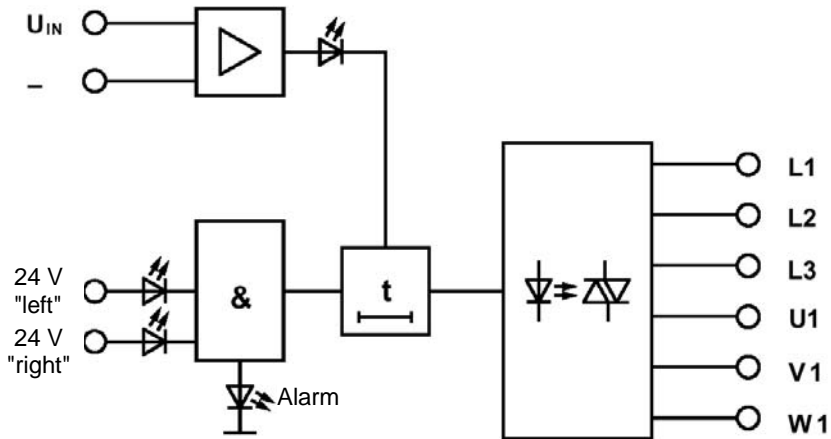 UIN
–
24 V
"left"
24 V
"right"
&
Alarm
t
L1
L2
L3
U1
V1
W1